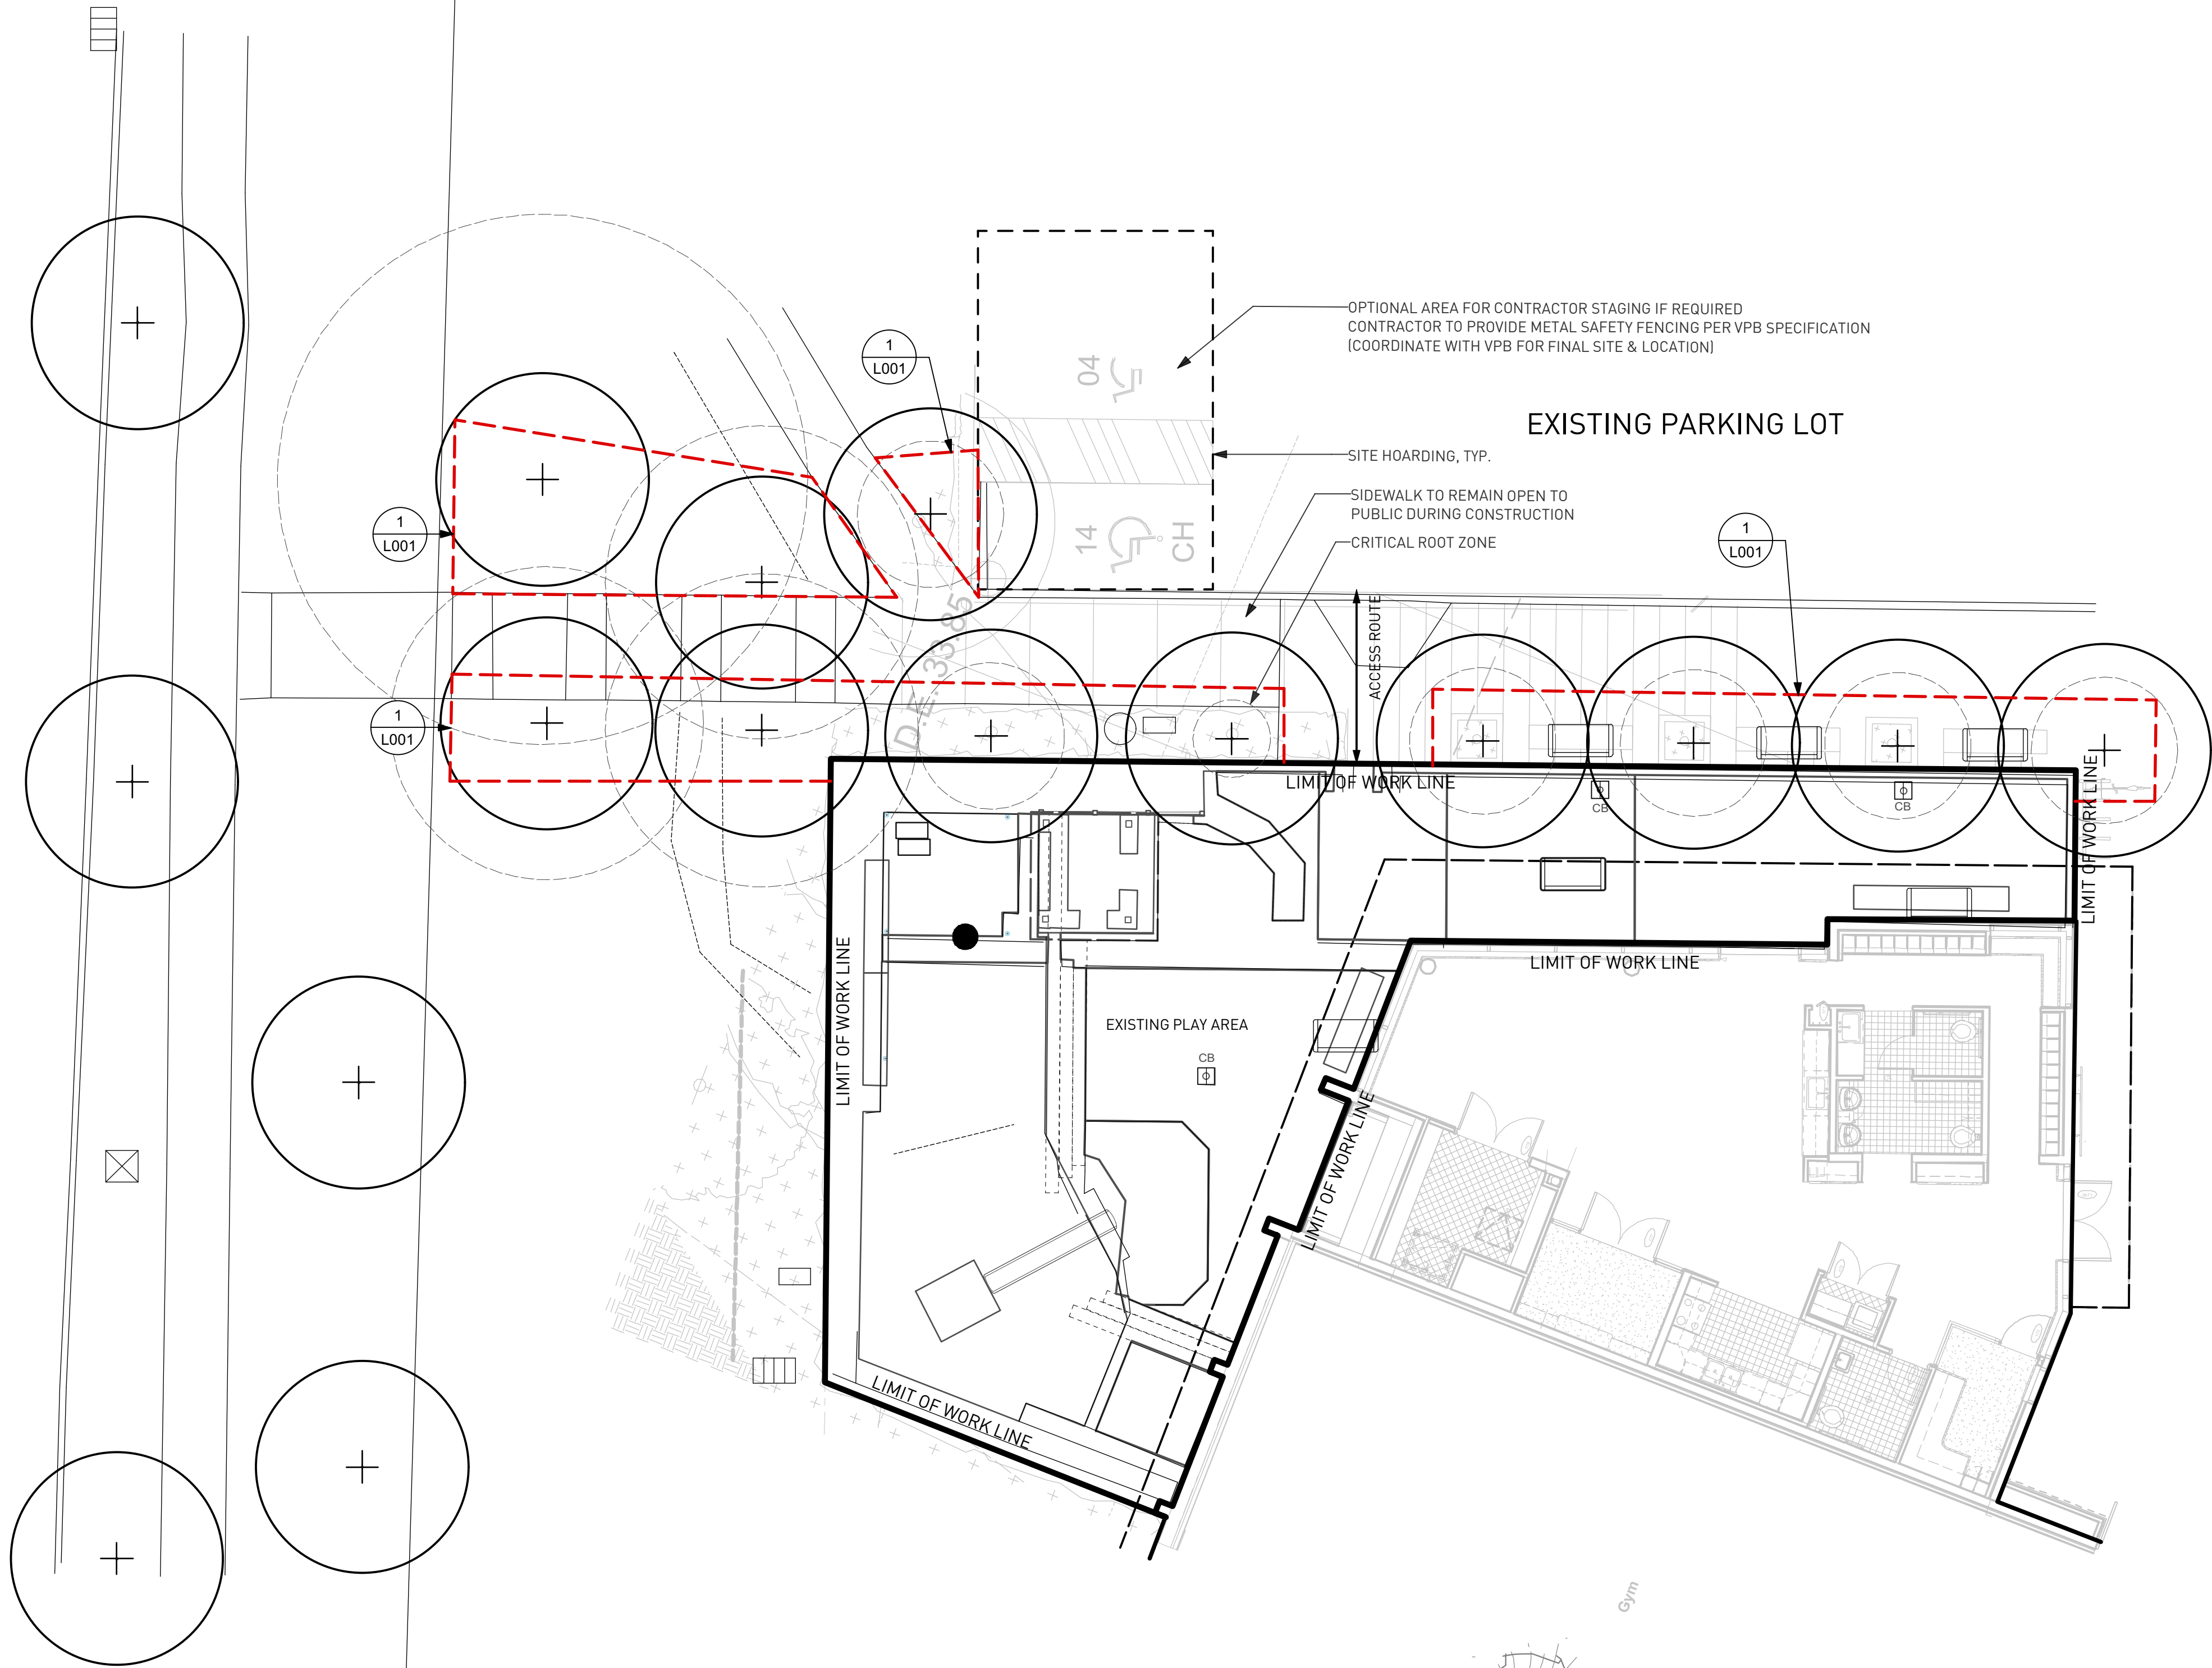 OPTIONAL AREA FOR CONTRACTOR STAGING IF REQUIRED
CONTRACTOR TO PROVIDE METAL SAFETY FENCING PER VPB SPECIFICATION
(COORDINATE WITH VPB FOR FINAL SITE & LOCATION)
1
L001
04
EXISTING PARKING LOT
SITE HOARDING, TYP.
SIDEWALK TO REMAIN OPEN TO
PUBLIC DURING CONSTRUCTION
1
L001
14
CH
CRITICAL ROOT ZONE
1
L001
D.E. 33.85
ACCESS ROUTE
1
L001
LIMIT OF WORK LINE
CB
CB
LIMIT OF WORK LINE
LIMIT OF WORK LINE
LIMIT OF WORK LINE
EXISTING PLAY AREA
CB
LIMIT OF WORK LINE
LIMIT OF WORK LINE
Gym